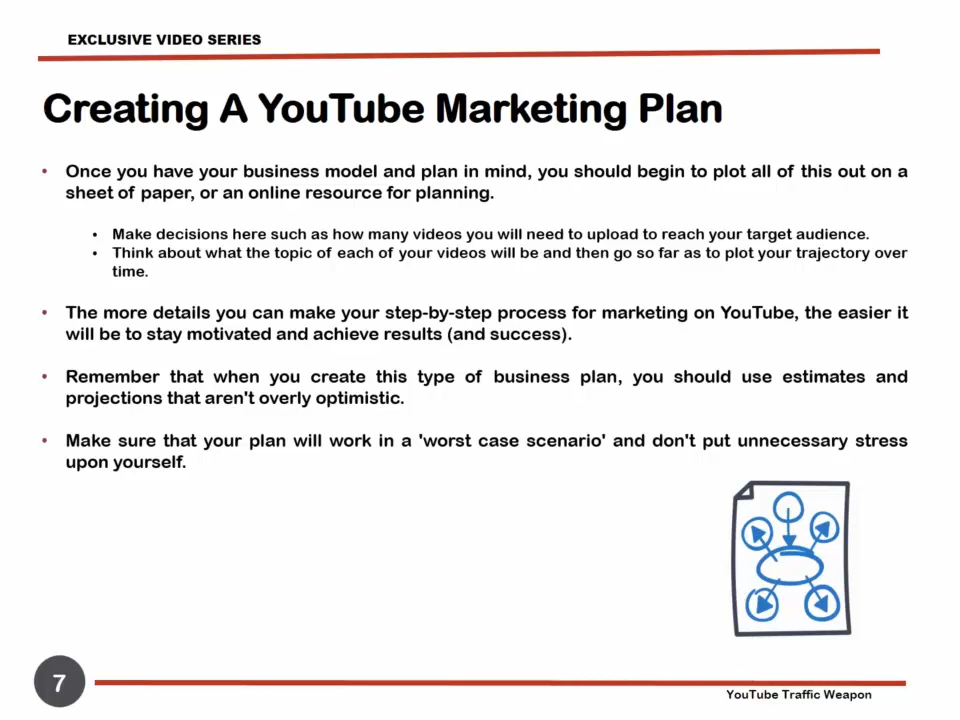 EXCLUSIVE VIDEO SERIES
Creating A YouTube Marketing Plan
• Once you have your business model and plan in mind, you should begin to plot all of this out on a
sheet of paper, or an online resource for planning.
• Make decisions here such as how many videos you will need to upload to reach your target audience.
• Think about what the topic of each of your videos will be and then go so far as to plot your trajectory over
time.
• The more details you can make your step-by-step process for marketing on YouTube, the easier it
will be to stay motivated and achieve results (and success).
• Remember that when you create this type of business plan, you should use estimates and
projections that aren't overly optimistic.
• Make sure that your plan will work in a 'worst case scenario' and don't put unnecessary stress
upon yourself.
7
YouTube Traffic Weapon